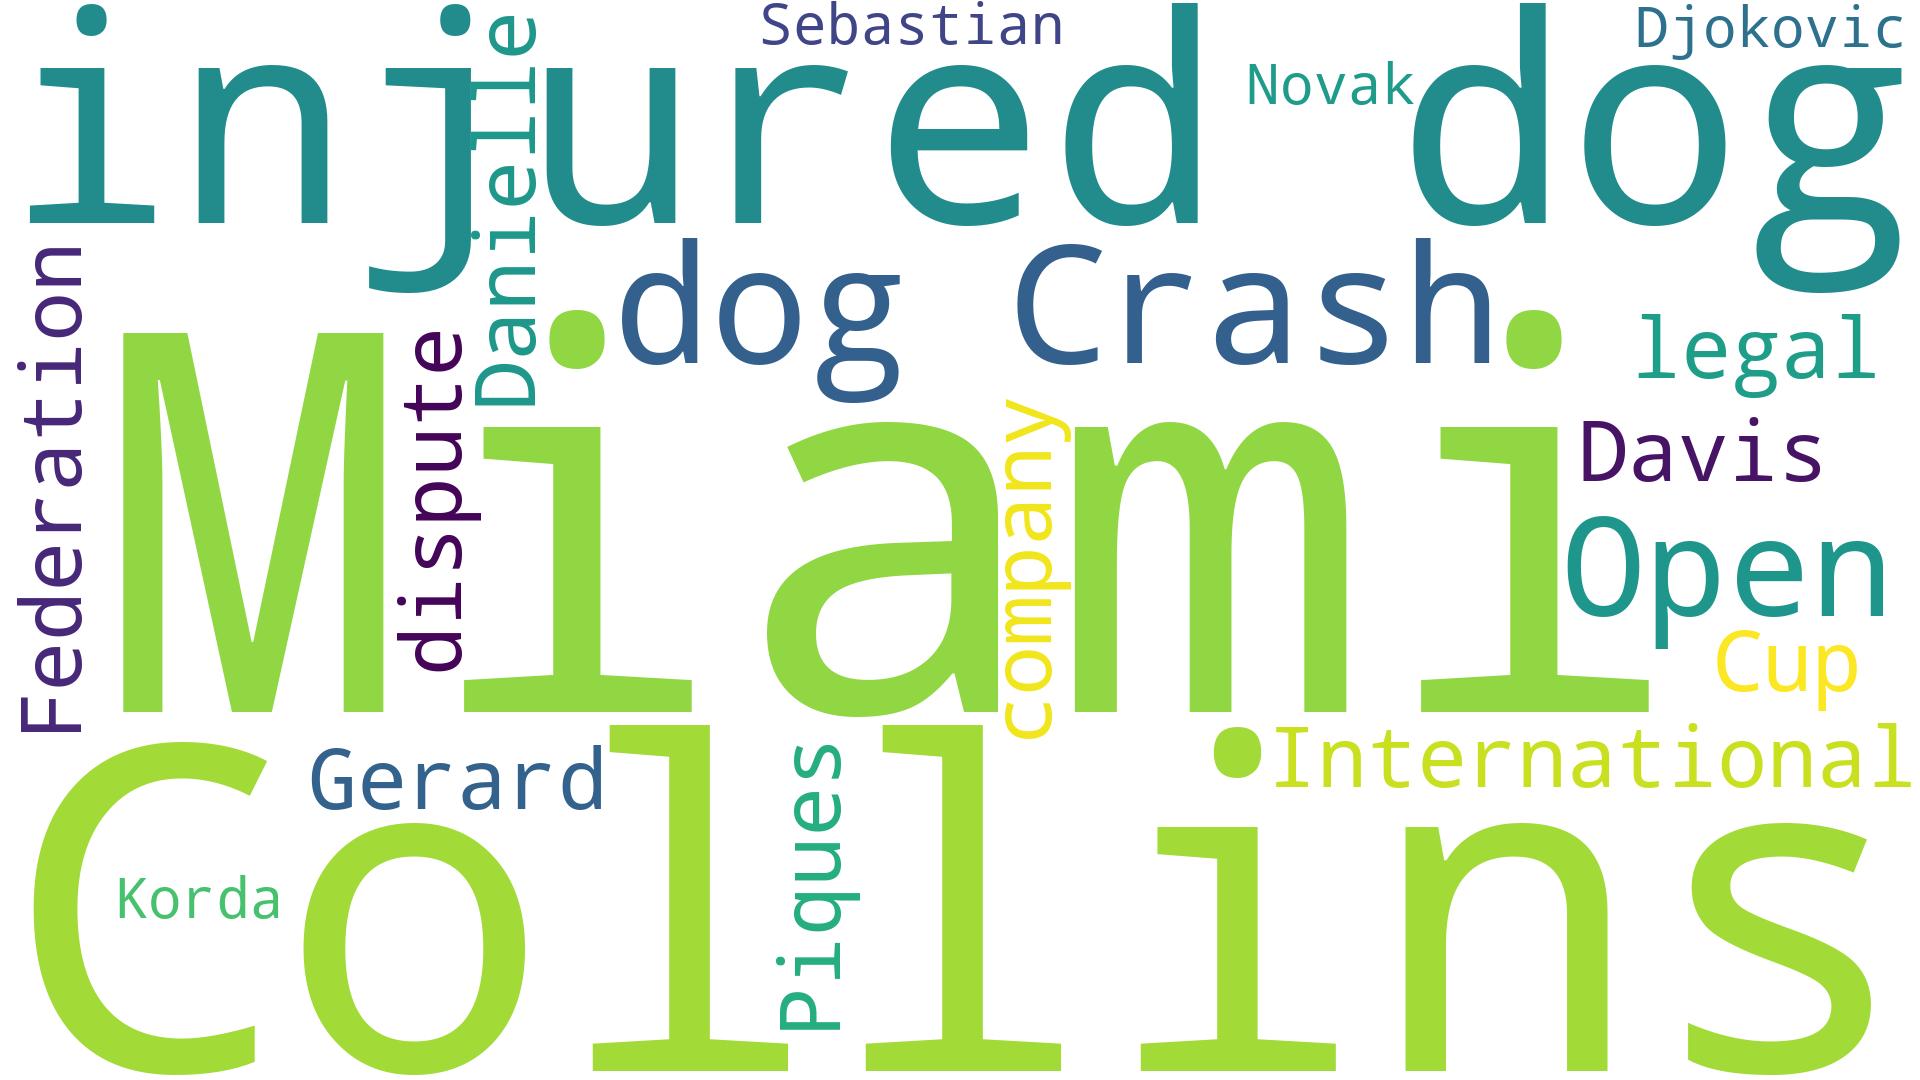 Sebastian
Djokovic
injured dog
Novak
Danielle
dog Crash
Federation
dispute
legal
Miami
company
Davis
Open
Cup
Gerard
International
Collins
Piques
Korda